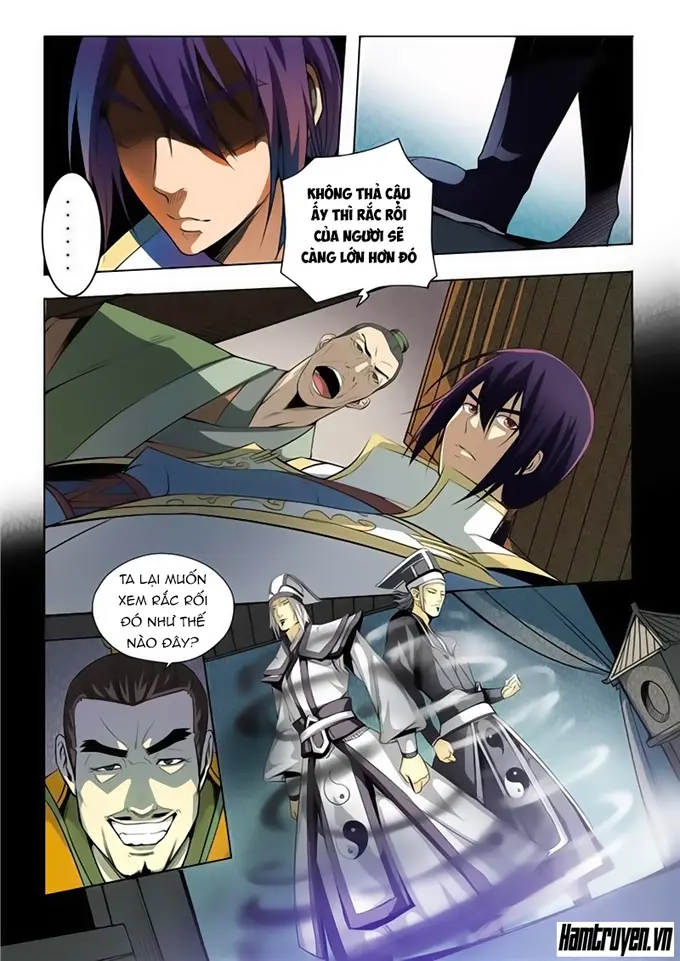 ......
KHÔNG THẢ CẬU
ẤY THÌ RẮC RỐI
CỦA NGƯƠI SẼ
CÀNG LỚN HƠN ĐÓ
TA LẠI MUỐN
XEM RẮC RỐI
ĐÓ NHƯ THẾ
NÀO ĐÂY?
Hamtruyen.vn